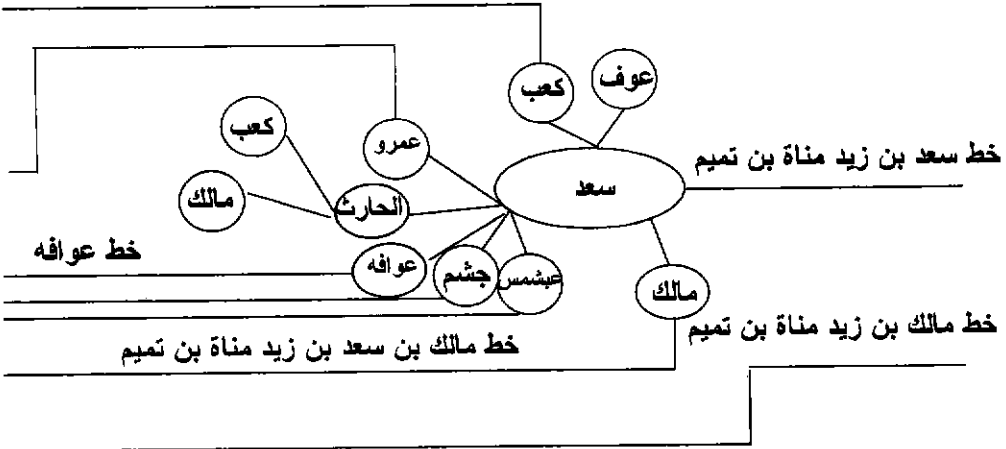 عوف
كعب
كعب
عمرو
خط سعد بن زيد مناة بن تميم
سعد
مالك
الحارث
خط عوافه
عوافه
جشم
عبشمس
مالك
خط مالك بن زيد مناة بن تميم
خط مالك بن سعد بن زيد مناة بن تميم